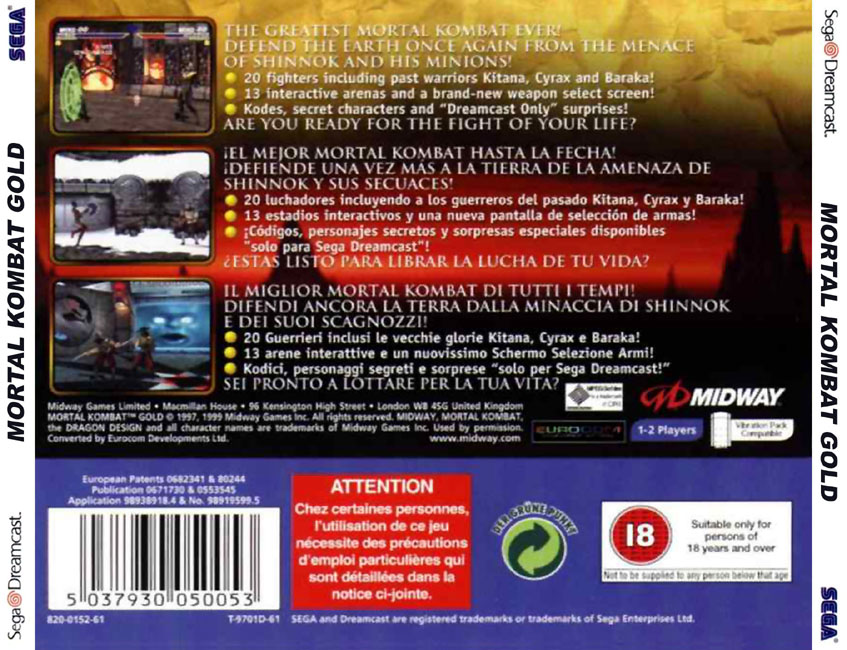 SEGA
MORTAL KOMBAT GOLD
Sega Dreamcast.
THE GREATEST MORTAL KOMBAT EVER!
DEFEND THE EARTH ONCE AGAIN FROM THE MENACE
OF SHINNOK AND HIS MINIONS!
20 fighters including past warriors Kitana, Cyrax and Baraka!
13 interactive arenas and a brand-new weapon select screen!
Kodes, secret characters and "Dreamcast Only" surprises!
ARE YOU READY FOR THE FIGHT OF YOUR LIFE?
¡EL MEJOR MORTAL KOMBAT HASTA LA FECHA!
¡DEFIENDE UNA VEZ MÁS A LA TIERRA DE LA AMENAZA DE
SHINNOK Y SUS SECUACES!
20 luchadores incluyendo a los guerreros del pasado Kitana, Cyrax y Baraka!
13 estadios interactivos y una nueva pantalla de selección de armas!
¡Códigos, personajes secretos y sorpresas especiales disponibles
"solo para Sega Dreamcast"!
¿ESTAS LISTO PARA LIBRAR LA LUCHA DE TU VIDA?
IL MIGLIOR MORTAL KOMBAT DI TUTTI I TEMPI!
DIFENDI ANCORA LA TERRA DALLA MINACCIA DI SHINNOK
E DEI SUOI SCAGNOZZI!
20 Guerrieri inclusi le vecchie glorie Kitana, Cyrax e Baraka!
13 arene interattive e un nuovissimo Schermo Selezione Armi!
Kodici, personaggi segreti e sorprese "solo per Sega Dreamcast!"
SEI PRONTO A LOTTARE PER LA TUA VITA?
Midway Games Limited • Macmillan House • 96 Kensington High Street • London W8 4SG United Kingdom
MORTAL KOMBAT™ GOLD © 1997, 1999 Midway Games Inc. All rights reserved. MIDWAY, MORTAL KOMBAT,
the DRAGON DESIGN and all character names are trademarks of Midway Games Inc. Used by permission.
Converted by Eurocom Developments Ltd.
www.midway.com
MIDWAY
EUROCOM
1-2 Players
Vibration Pack
Compatible
European Patents 0682341 & 80244
Publication 0671730 & 0553545
Application 98938918.4 & No. 98919599.5
5 037930 050053
820-0152-61
T-9701D-61
ATTENTION
Chez certaines personnes,
l'utilisation de ce jeu
nécessite des précautions
d'emploi particulières qui
sont détaillées dans la
notice ci-jointe.
DER GRÜNE PUNKT
18
Suitable only for
persons of
18 years and over
Not to be supplied to any person below that age
SEGA and Dreamcast are registered trademarks or trademarks of Sega Enterprises Ltd.
Sega Dreamcast.
MORTAL KOMBAT GOLD
SEGA